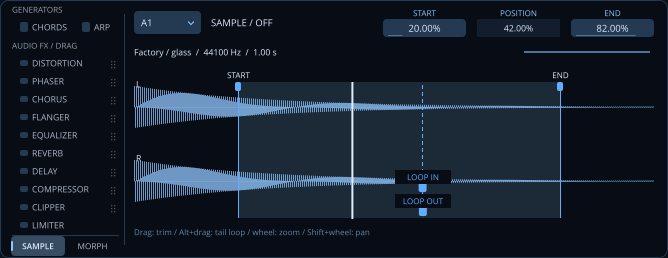 GENERATORS
CHORDS ARP
AUDIO FX / DRAG
DISTORTION
PHASER
CHORUS
FLANGER
EQUALIZER
REVERB
DELAY
COMPRESSOR
CLIPPER
LIMITER
SAMPLE MORPH
A1 SAMPLE / OFF
START POSITION END
20.00% 42.00% 82.00%
Factory / glass / 44100 Hz / 1.00 s
START END
L
R
LOOP IN
LOOP OUT
Drag: trim / Alt+drag: tail loop / wheel: zoom / Shift+wheel: pan